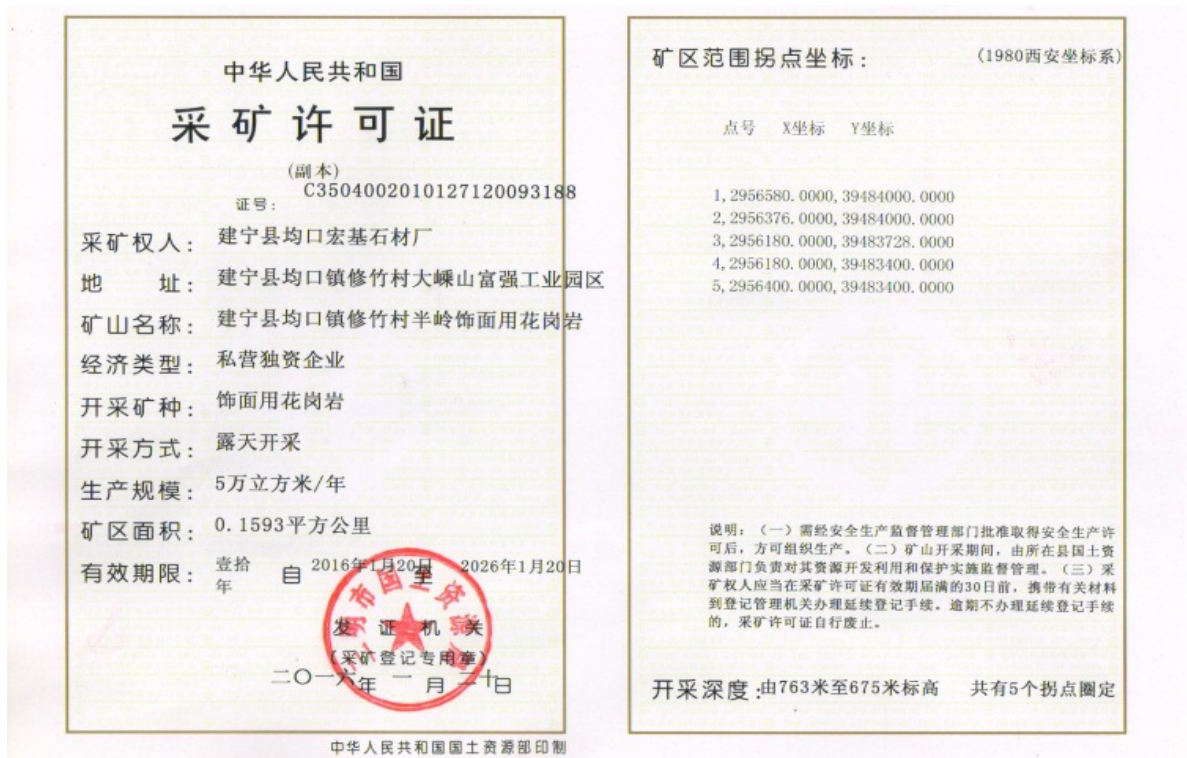 中华人民共和国
采矿许可证
(副本)
C3504002010127120093188
证号:
采矿权人: 建宁县均口宏基石材厂
地 址: 建宁县均口镇修竹村大嵊山富强工业园区
矿山名称: 建宁县均口镇修竹村半岭饰面用花岗岩
经济类型: 私营独资企业
开采矿种: 饰面用花岗岩
开采方式: 露天开采
生产规模: 5万立方米/年
矿区面积: 0.1593平方公里
有效期限: 壹拾年 自 2016年1月20日 至 2026年1月20日
三明市国土资源局
发证机关
(采矿登记专用章)
二〇一六年 一 月 二十日
中华人民共和国国土资源部印制
矿区范围拐点坐标: (1980西安坐标系)
点号 X坐标 Y坐标
1,2956580.0000,39484000.0000
2,2956376.0000,39484000.0000
3,2956180.0000,39483728.0000
4,2956180.0000,39483400.0000
5,2956400.0000,39483400.0000
说明:(一)需经安全生产监督管理部门批准取得安全生产许
可后,方可组织生产。(二)矿山开采期间,由所在县国土资
源部门负责对其资源开发利用和保护实施监督管理。(三)采
矿权人应当在采矿许可证有效期届满的30日前,携带有关材料
到登记管理机关办理延续登记手续。逾期不办理延续登记手续
的,采矿许可证自行废止。
开采深度:由763米至675米标高 共有5个拐点圈定